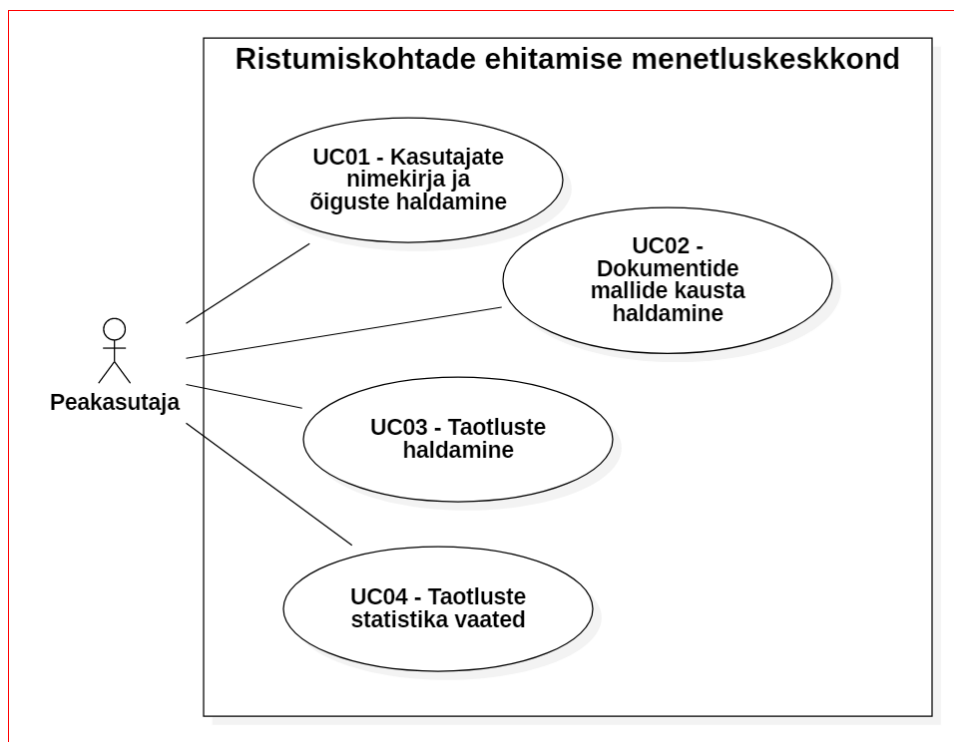 Ristumiskohtade ehitamise menetluskeskkond
UC01 - Kasutajate
nimekirja ja
õiguste haldamine
UC02 -
Dokumentide
mallide kausta
haldamine
Peakasutaja
UC03 - Taotluste
haldamine
UC04 - Taotluste
statistika vaated